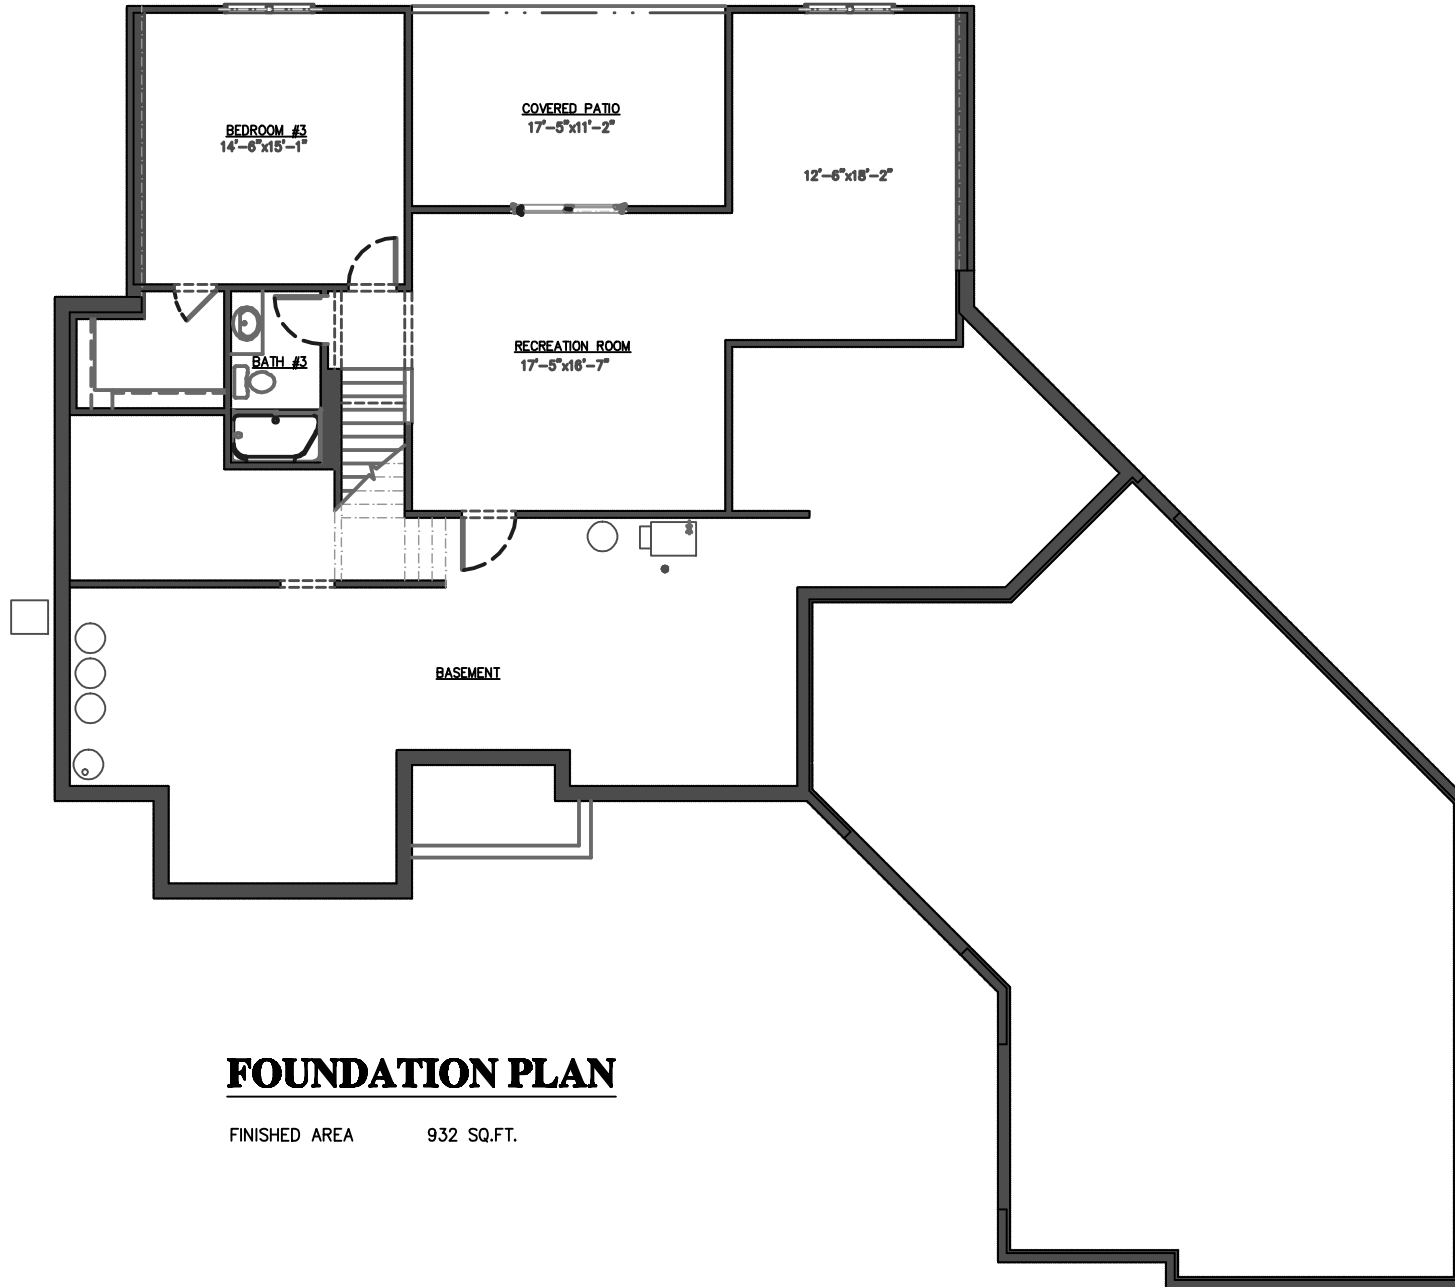 BEDROOM #3
14'-6"x15'-1"
COVERED PATIO
17'-5"x11'-2"
12'-6"x18'-2"
RECREATION ROOM
17'-5"x16'-7"
BATH #3
BASEMENT
FOUNDATION PLAN
FINISHED AREA 932 SQ.FT.